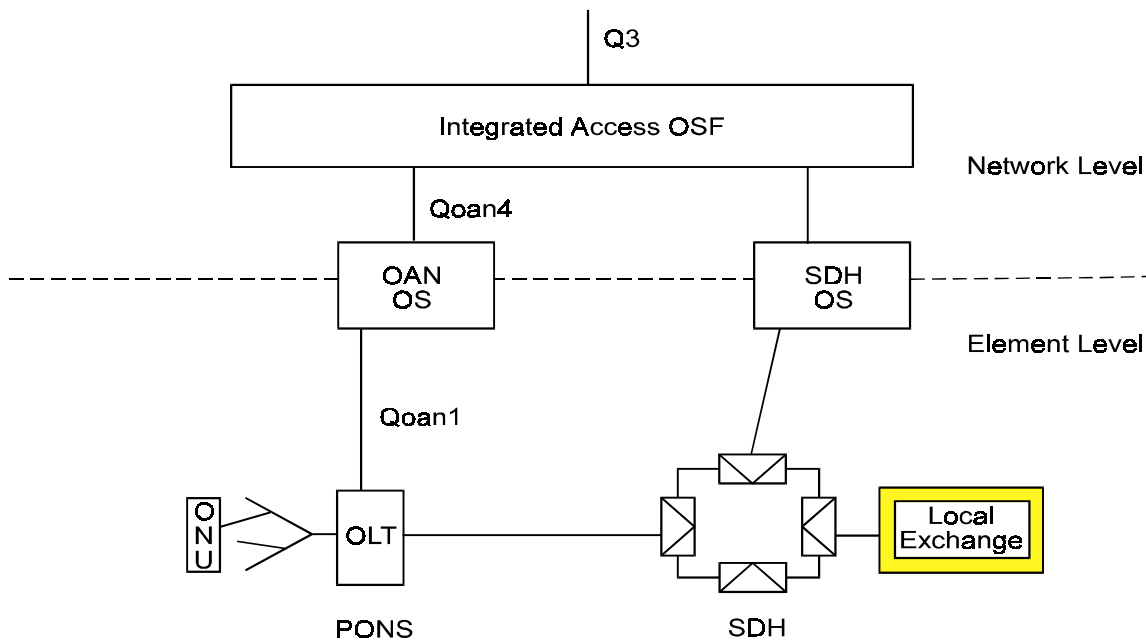 Q3
Integrated Access OSF
Network Level
Qoan4
OAN
OS
SDH
OS
Element Level
Qoan1
O
N
U
OLT
Local
Exchange
PONS
SDH